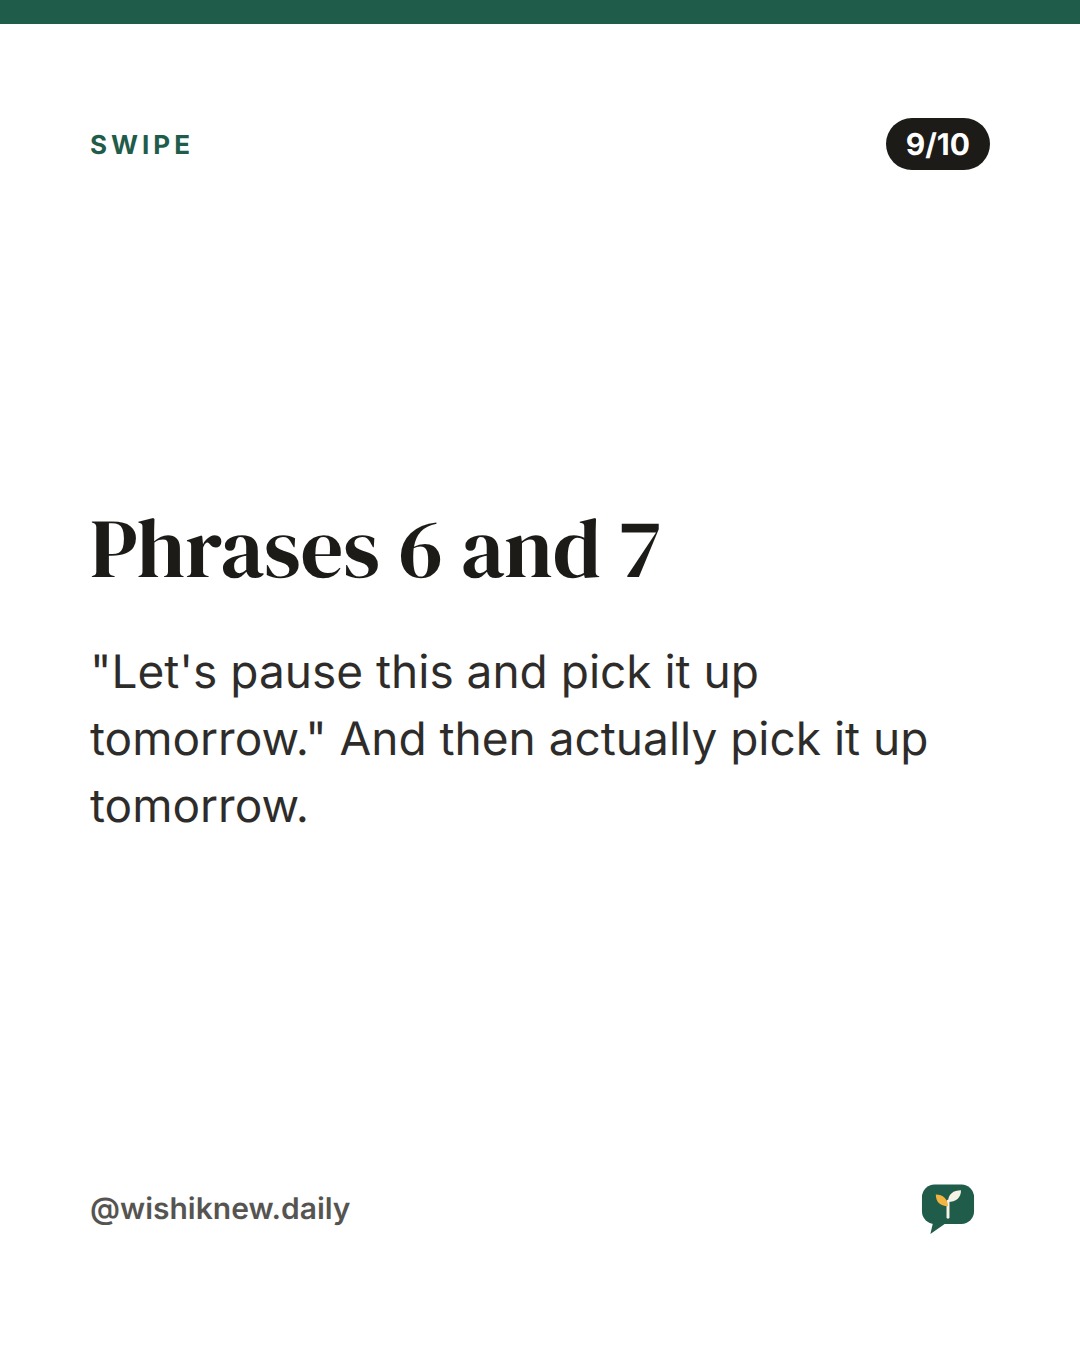 SWIPE
9/10
Phrases 6 and 7
"Let's pause this and pick it up
tomorrow." And then actually pick it up
tomorrow.
@wishiknew.daily